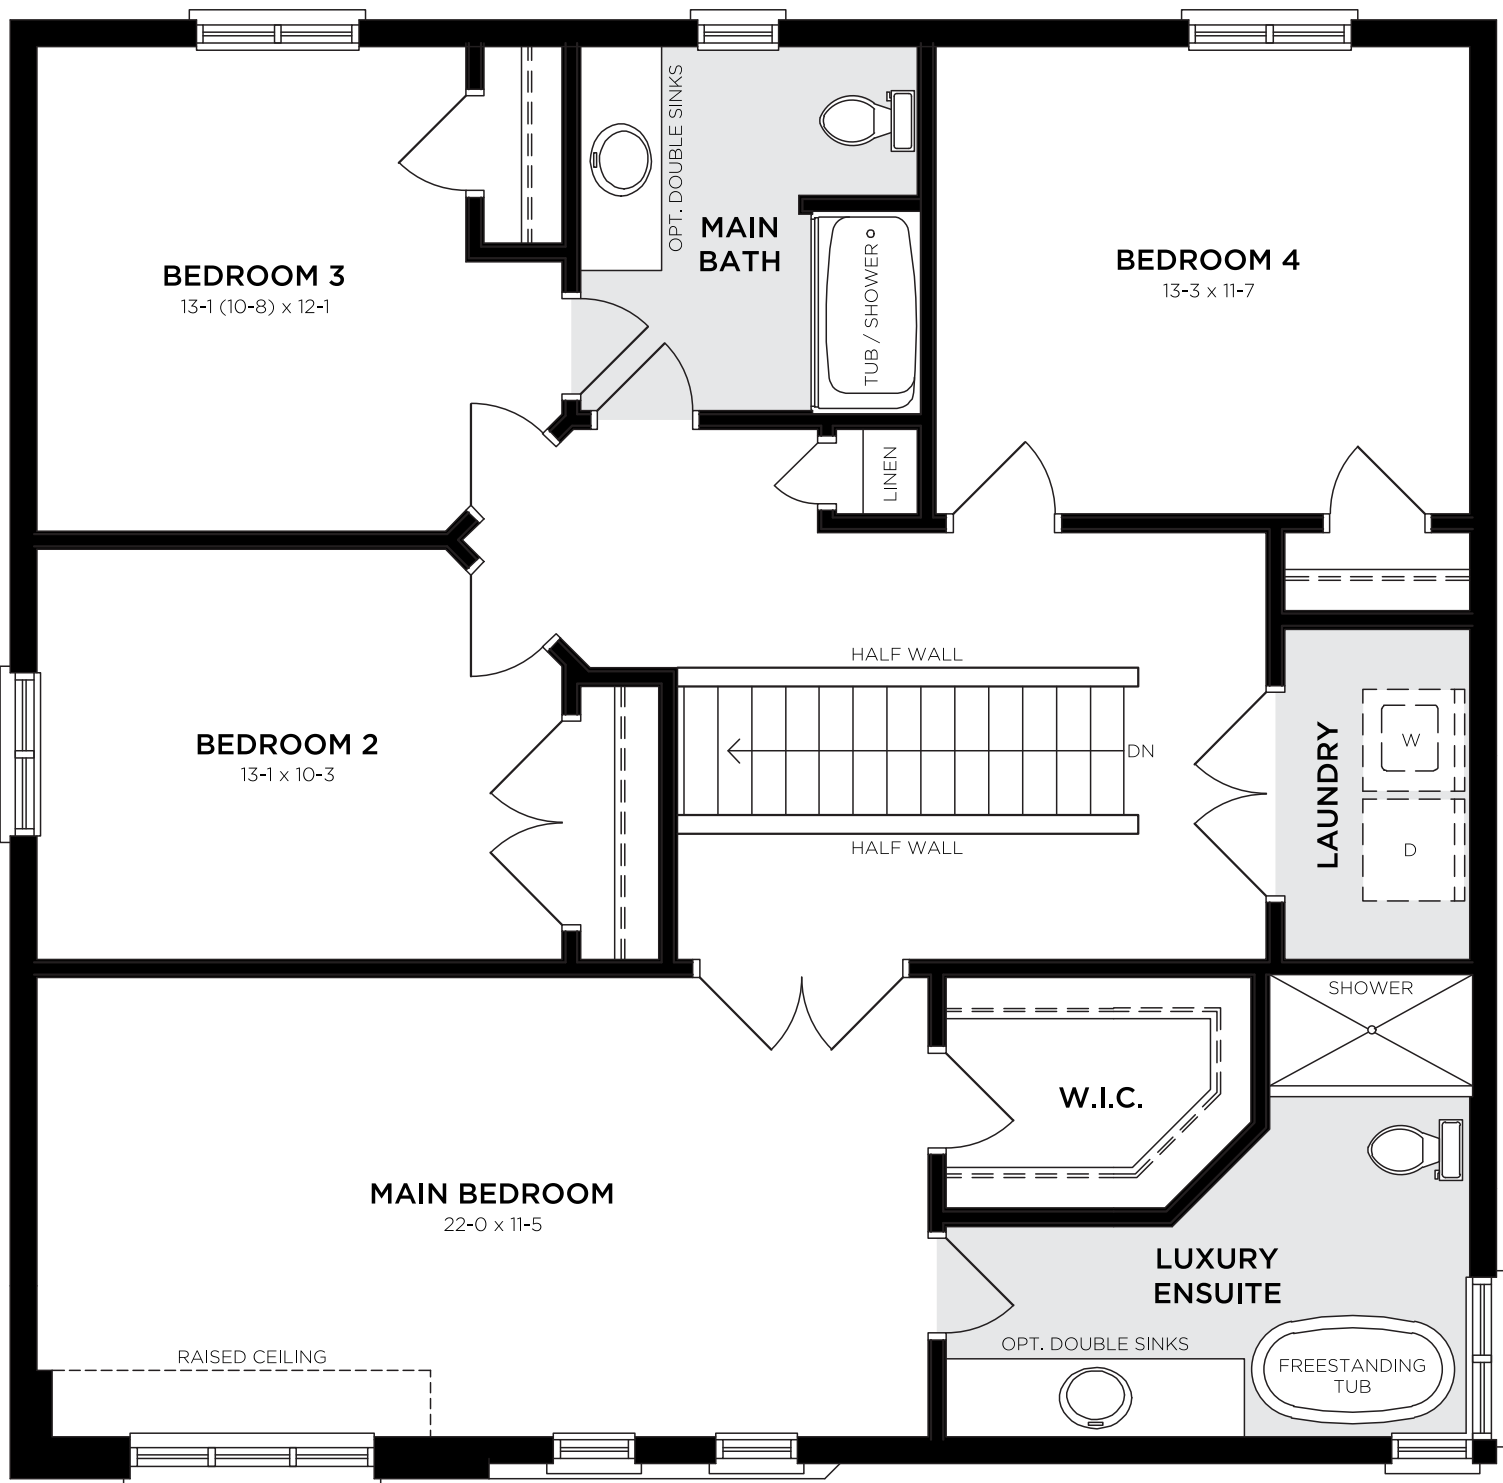 OPT. DOUBLE SINKS
MAIN
BATH
TUB / SHOWER
BEDROOM 3
13-1 (10-8) x 12-1
BEDROOM 4
13-3 x 11-7
LINEN
HALF WALL
DN
HALF WALL
BEDROOM 2
13-1 x 10-3
LAUNDRY
W
D
SHOWER
W.I.C.
MAIN BEDROOM
22-0 x 11-5
LUXURY
ENSUITE
OPT. DOUBLE SINKS
RAISED CEILING
FREESTANDING
TUB